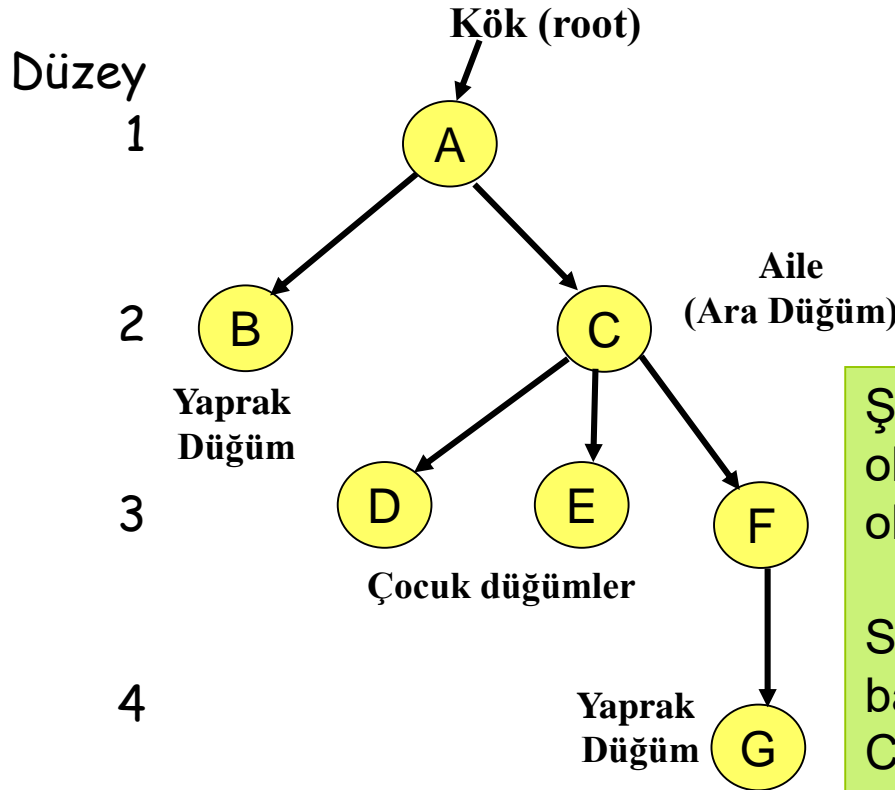 Kök (root)
Düzey
1
A
2
B
C
Aile
(Ara Düğüm)
Yaprak
Düğüm
3
D
E
F
Çocuk düğümler
4
Yaprak
Düğüm
G